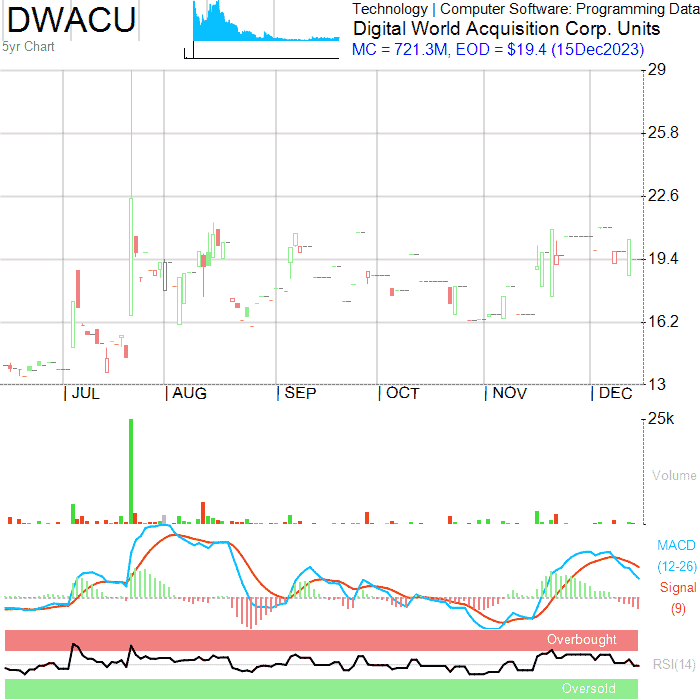 DWACU
5yr Chart
Technology | Computer Software: Programming Data
Digital World Acquisition Corp. Units
MC = 721.3M, EOD = $19.4 (15Dec2023)
29
25.8
22.6
19.4
16.2
13
JUL AUG SEP OCT NOV DEC
25k
Volume
MACD
(12-26)
Signal
(9)
Overbought
RSI(14)
Oversold